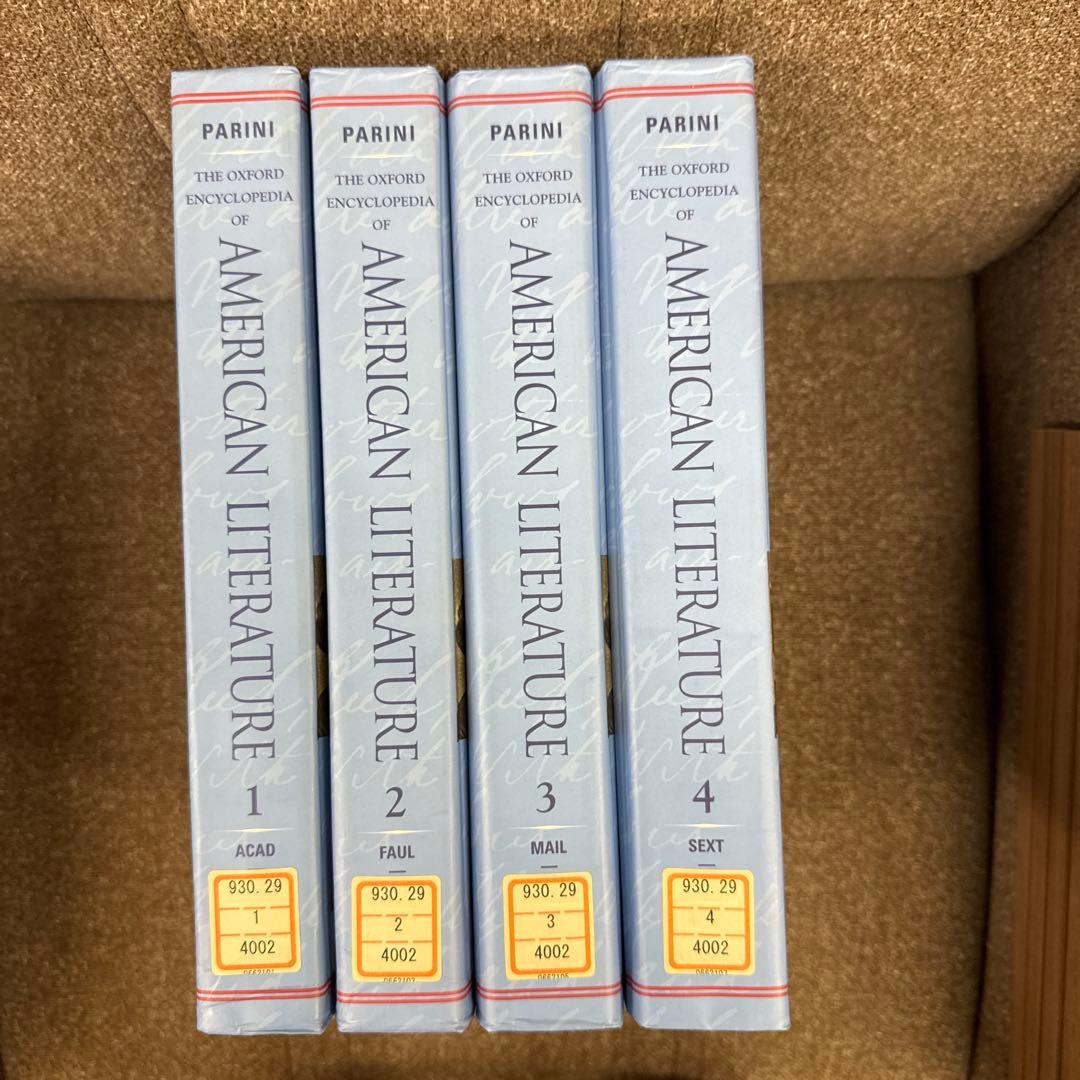 PARINI
THE OXFORD
ENCYCLOPEDIA
OF
AMERICAN LITERATURE
1
ACAD
930.29
1
4002
PARINI
THE OXFORD
ENCYCLOPEDIA
OF
AMERICAN LITERATURE
2
FAUL
930.29
2
4002
PARINI
THE OXFORD
ENCYCLOPEDIA
OF
AMERICAN LITERATURE
3
MAIL
930.29
3
4002
PARINI
THE OXFORD
ENCYCLOPEDIA
OF
AMERICAN LITERATURE
4
SEXT
930.29
4
4002